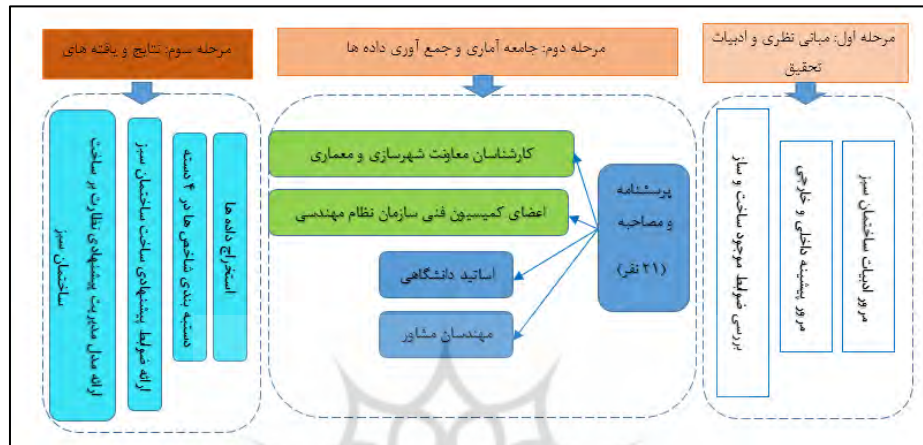 مرحله اول: مبانی نظری و ادبیات
تحقیق
مرور ادبیات ساختمان سبز
مرور پیشینه داخلی و خارجی
بررسی ضوابط موجود ساخت و ساز
مرحله دوم: جامعه آماری و جمع آوری داده ها
پرسشنامه
و مصاحبه
(۲۱ نفر)
کارشناسان معاونت شهرسازی و معماری
اعضای کمیسیون فنی سازمان نظام مهندسی
اساتید دانشگاهی
مهندسان مشاور
مرحله سوم: نتایج و یافته های
استخراج داده ها
دستبه بندی شاخص ها در ۴ دسته
ارائه ضوابط پیشنهادی ساخت ساختمان سبز
ارائه مدل مدیریت پیشنهادی نظارت بر ساخت
ساختمان سبز